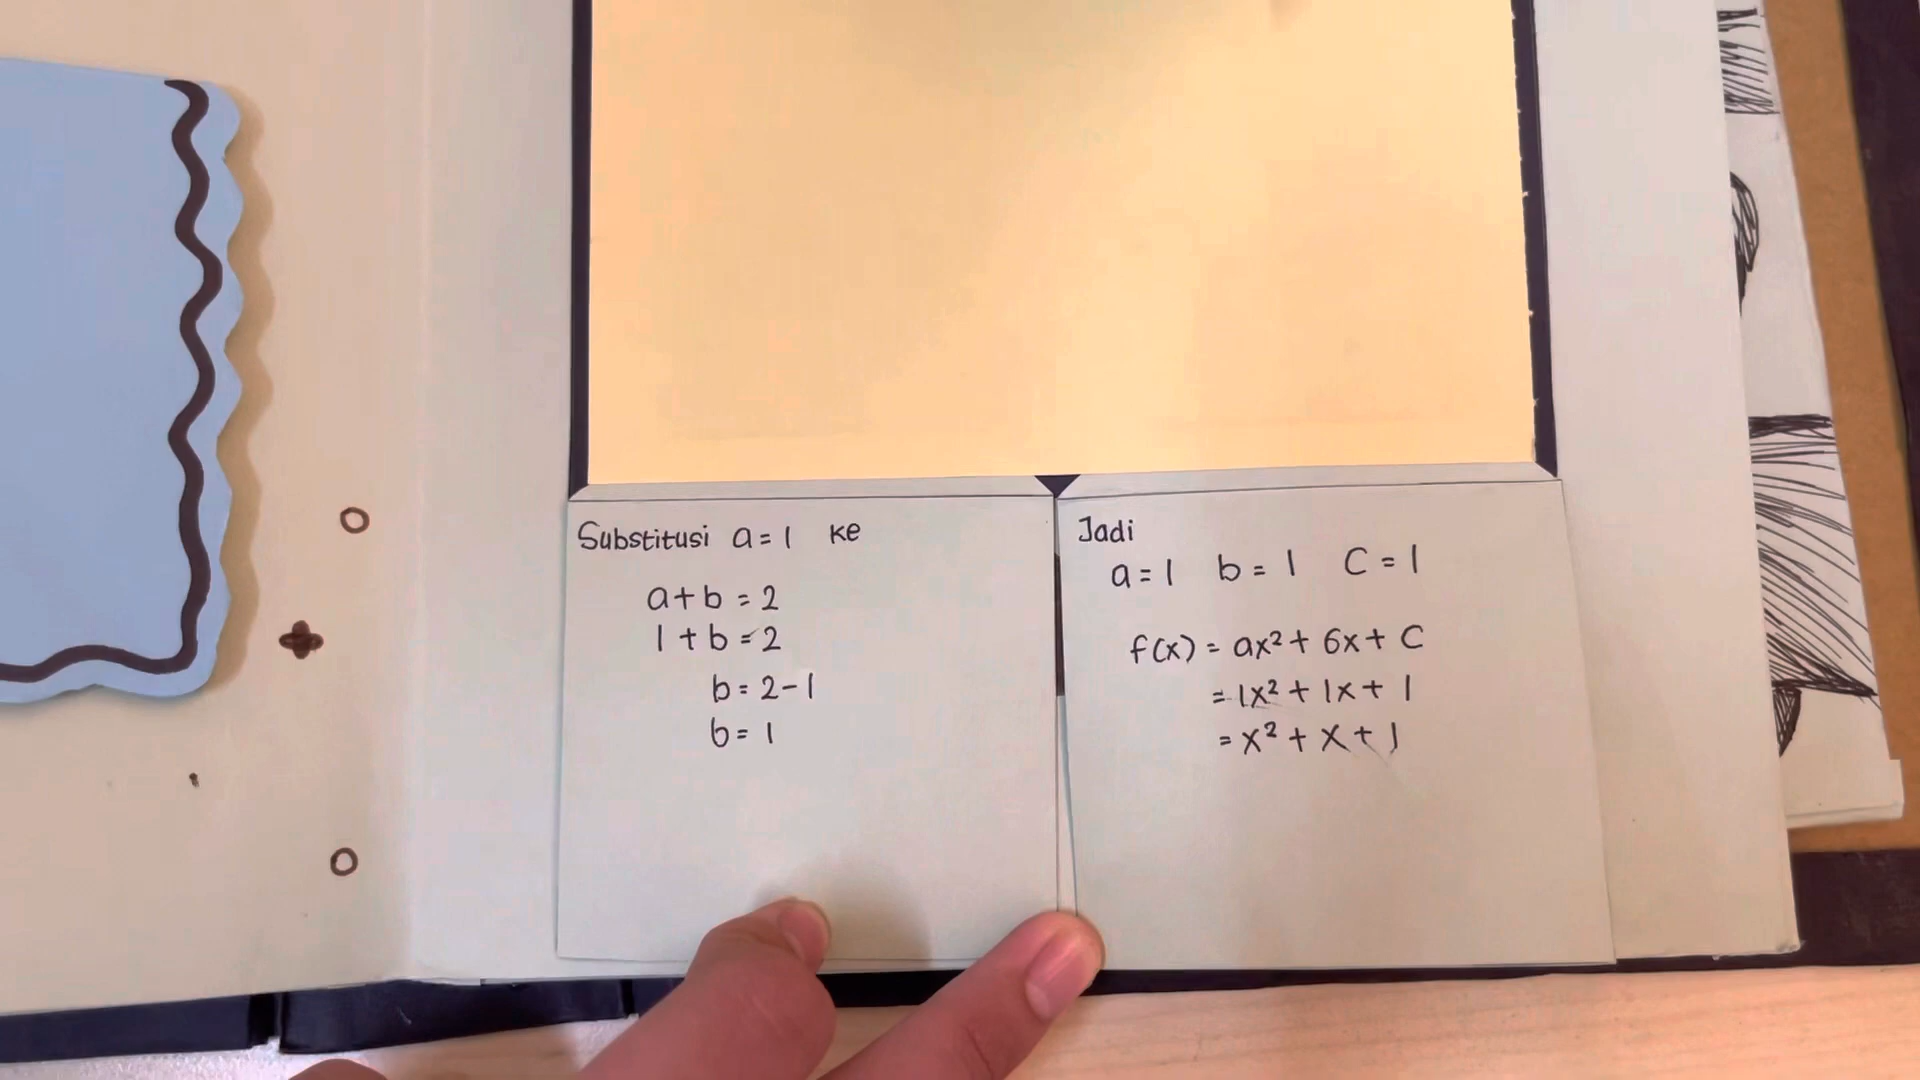 Substitusi a = 1 ke
a + b = 2
1 + b = 2
b = 2 - 1
b = 1
Jadi
a = 1 b = 1 C = 1
f(x) = ax² + bx + C
= 1x² + 1x + 1
= x² + x + 1